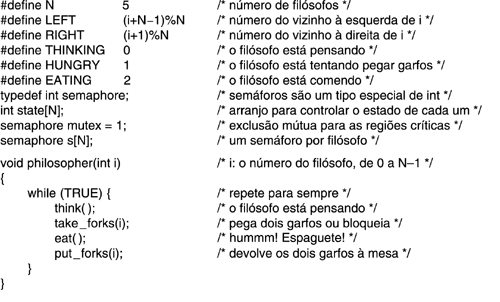 #define N 5 /* número de filósofos */
#define LEFT (i+N–1)%N /* número do vizinho à esquerda de i */
#define RIGHT (i+1)%N /* número do vizinho à direita de i */
#define THINKING 0 /* o filósofo está pensando */
#define HUNGRY 1 /* o filósofo está tentando pegar garfos */
#define EATING 2 /* o filósofo está comendo */
typedef int semaphore; /* semáforos são um tipo especial de int */
int state[N]; /* arranjo para controlar o estado de cada um */
semaphore mutex = 1; /* exclusão mútua para as regiões críticas */
semaphore s[N]; /* um semáforo por filósofo */
void philosopher(int i) /* i: o número do filósofo, de 0 a N–1 */
{
while (TRUE) { /* repete para sempre */
think( ); /* o filósofo está pensando */
take_forks(i); /* pega dois garfos ou bloqueia */
eat( ); /* hummm! Espaguete! */
put_forks(i); /* devolve os dois garfos à mesa */
}
}